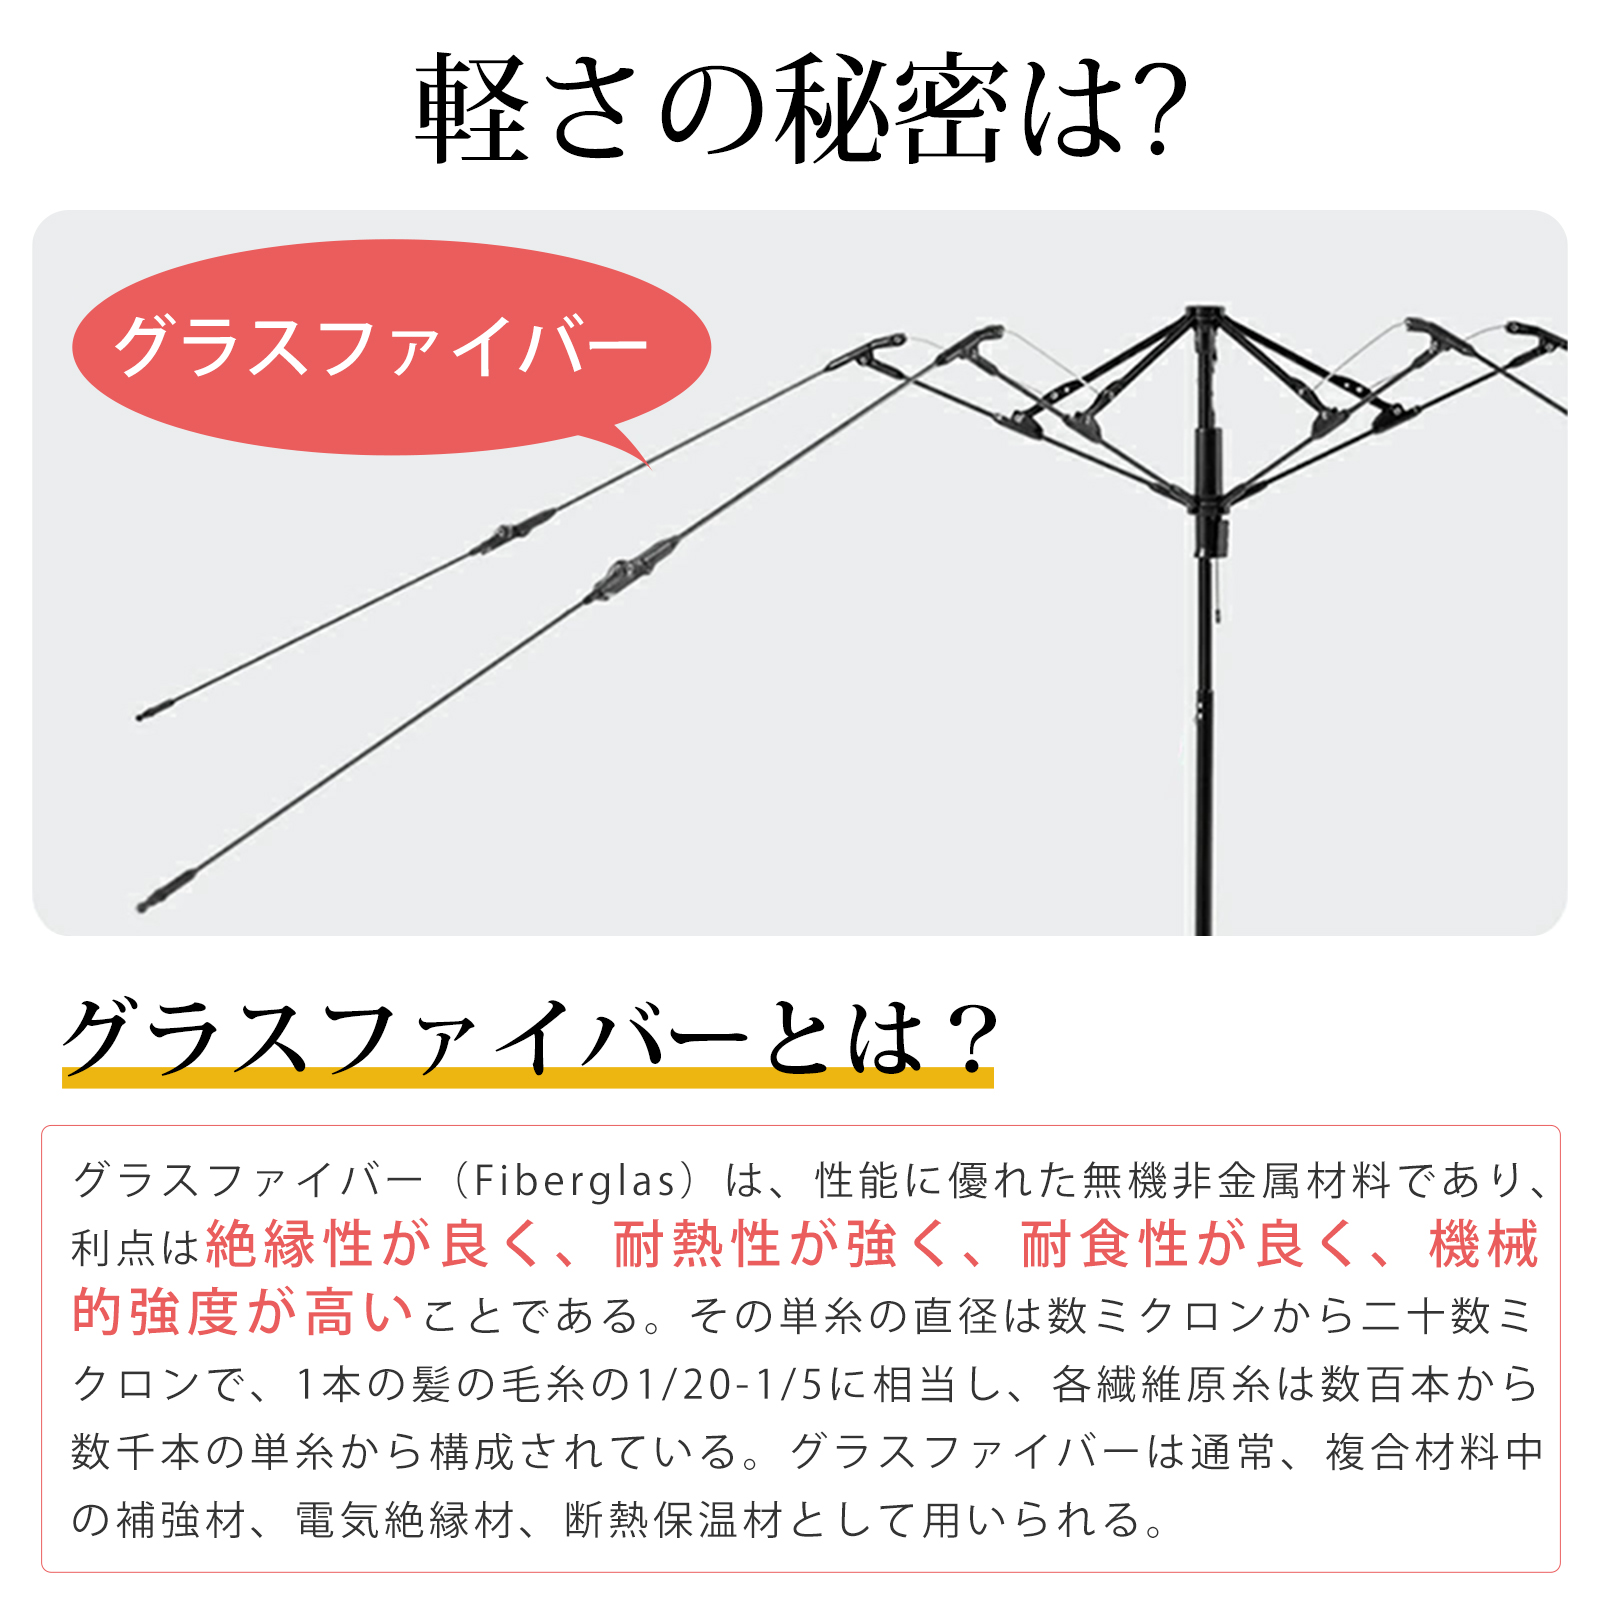 軽さの秘密は?
グラスファイバー
グラスファイバーとは？
グラスファイバー（Fiberglas）は、性能に優れた無機非金属材料であり、
利点は絶縁性が良く、耐熱性が強く、耐食性が良く、機械
的強度が高いことである。その単糸の直径は数ミクロンから二十数ミ
クロンで、1本の髪の毛糸の1/20-1/5に相当し、各繊維原糸は数百本から
数千本の単糸から構成されている。グラスファイバーは通常、複合材料中
の補強材、電気絶縁材、断熱保温材として用いられる。